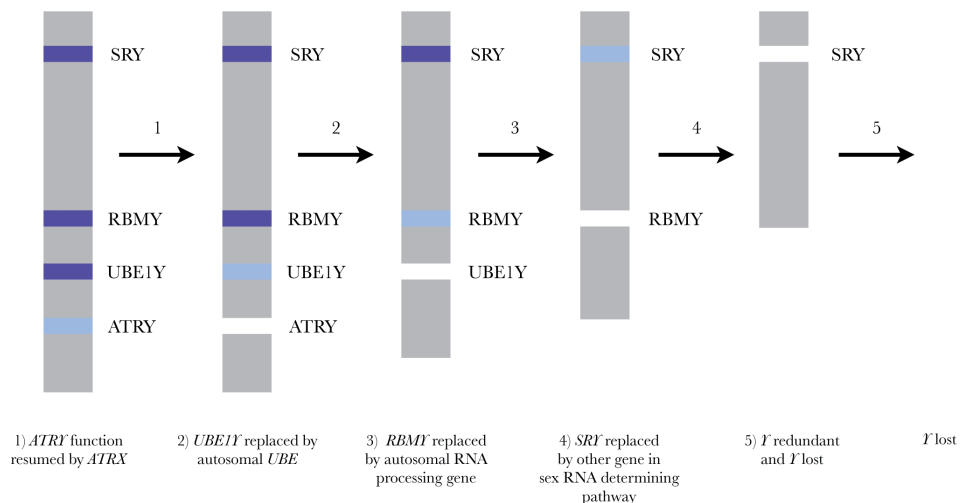 SRY SRY SRY SRY SRY
1 2 3 4 5
RBMY RBMY RBMY RBMY
UBE1Y UBE1Y UBE1Y
ATRY ATRY
1) ATRY function
resumed by ATRX
2) UBE1Y replaced by
autosomal UBE
3) RBMY replaced
by autosomal RNA
processing gene
4) SRY replaced
by other gene in
sex RNA determining
pathway
5) Y redundant
and Y lost
Y lost